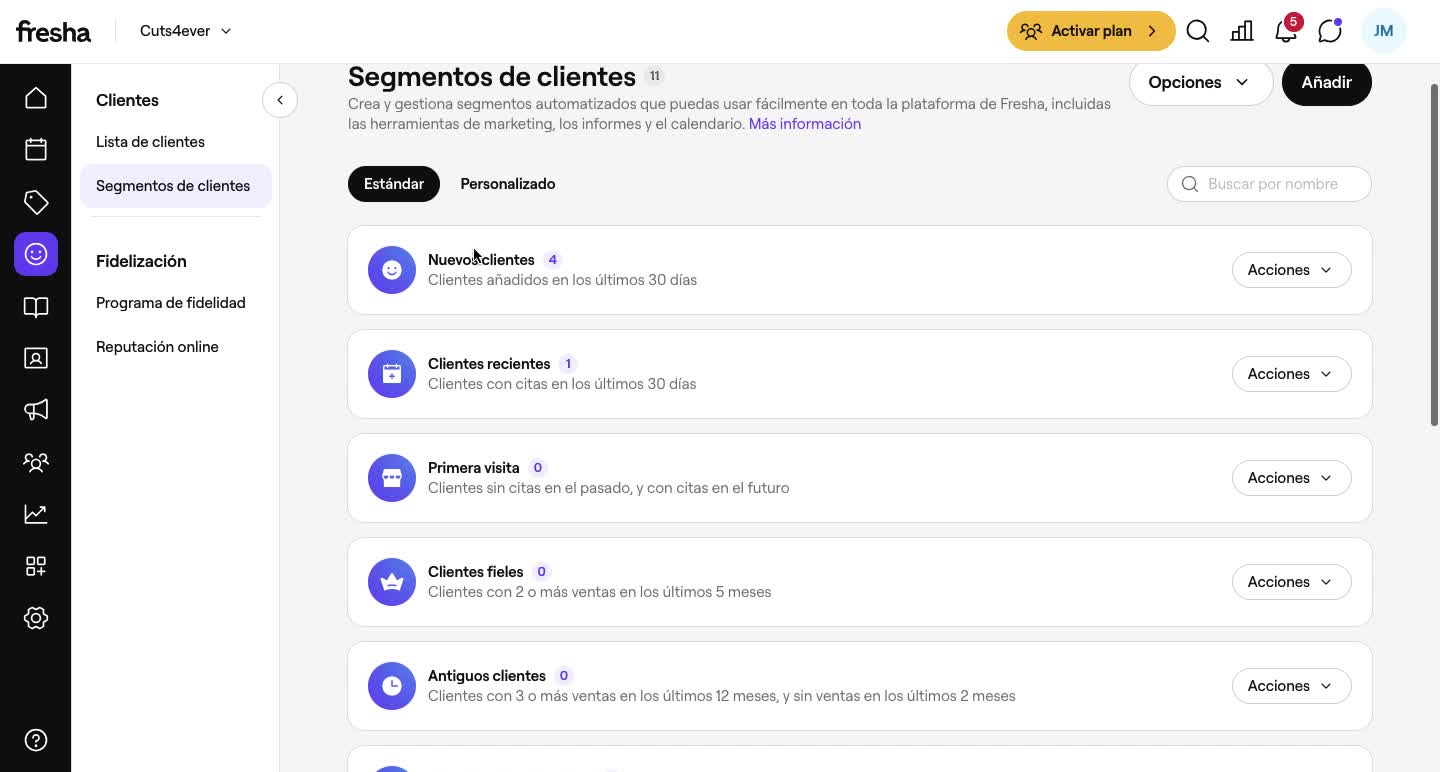 fresha
Cuts4ever
Activar plan
5
JM
Clientes
Lista de clientes
Segmentos de clientes
Fidelización
Programa de fidelidad
Reputación online
Segmentos de clientes 11
Crea y gestiona segmentos automatizados que puedas usar fácilmente en toda la plataforma de Fresha, incluidas
las herramientas de marketing, los informes y el calendario. Más información
Opciones
Añadir
Estándar
Personalizado
Buscar por nombre
Nuevos clientes 4
Clientes añadidos en los últimos 30 días
Acciones
Clientes recientes 1
Clientes con citas en los últimos 30 días
Acciones
Primera visita 0
Clientes sin citas en el pasado, y con citas en el futuro
Acciones
Clientes fieles 0
Clientes con 2 o más ventas en los últimos 5 meses
Acciones
Antiguos clientes 0
Clientes con 3 o más ventas en los últimos 12 meses, y sin ventas en los últimos 2 meses
Acciones